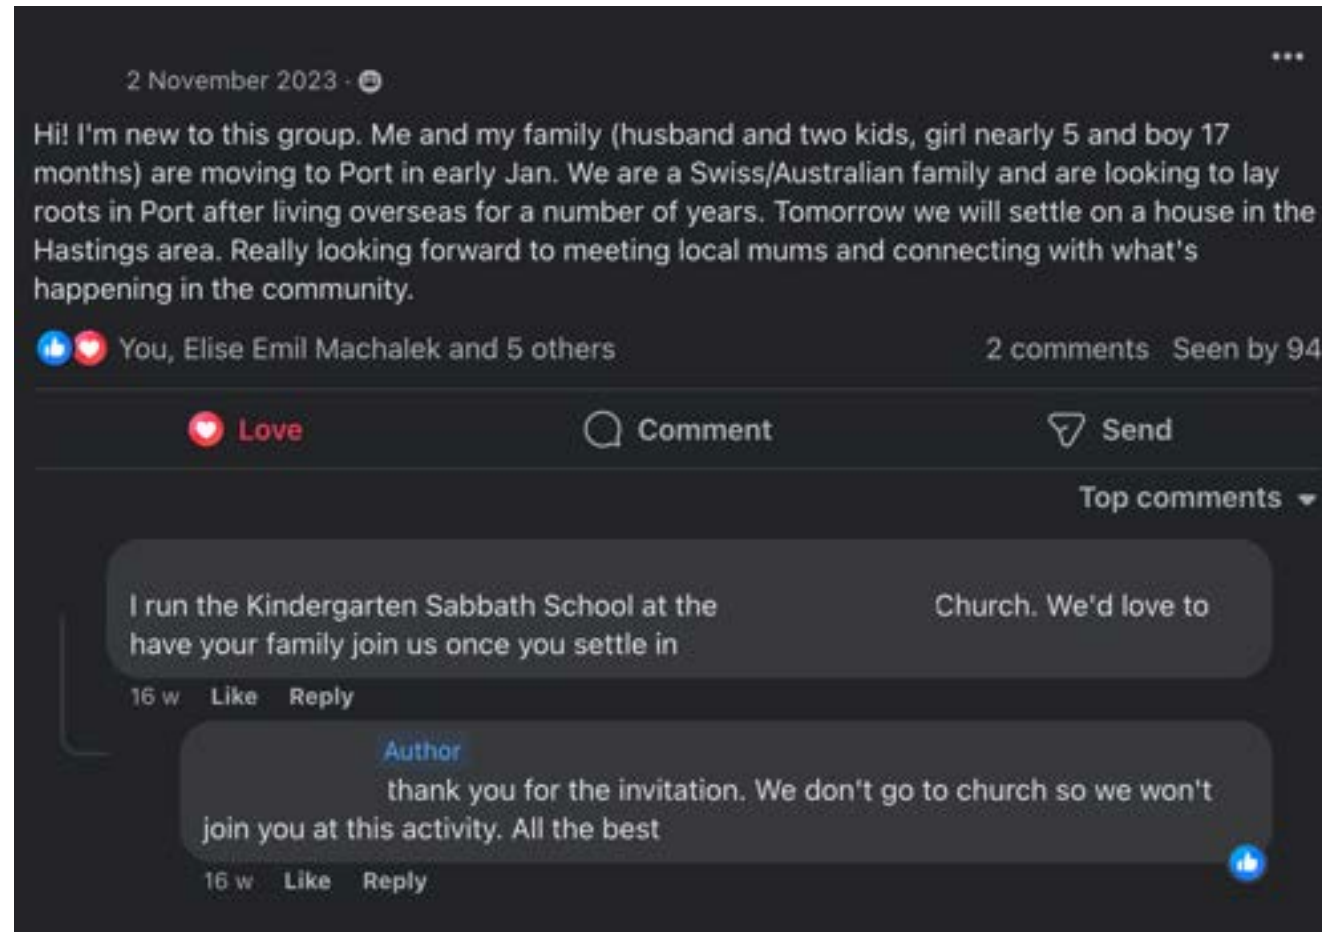 2 November 2023 ·
Hi! I'm new to this group. Me and my family (husband and two kids, girl nearly 5 and boy 17
months) are moving to Port in early Jan. We are a Swiss/Australian family and are looking to lay
roots in Port after living overseas for a number of years. Tomorrow we will settle on a house in the
Hastings area. Really looking forward to meeting local mums and connecting with what's
happening in the community.
You, Elise Emil Machalek and 5 others 2 comments Seen by 94
Love Comment Send
Top comments
I run the Kindergarten Sabbath School at the Church. We'd love to
have your family join us once you settle in
16 w Like Reply
Author
thank you for the invitation. We don't go to church so we won't
join you at this activity. All the best
16 w Like Reply